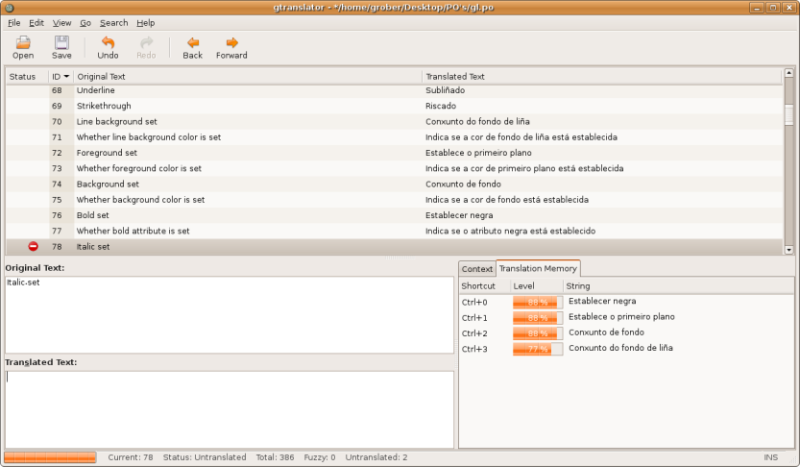 gtranslator - */home/grober/Desktop/PO's/gl.po
File Edit View Go Search Help
Open Save Undo Redo Back Forward
Status ID Original Text Translated Text
68 Underline Subliñado
69 Strikethrough Riscado
70 Line background set Conxunto do fondo de liña
71 Whether line background color is set Indica se a cor de fondo de liña está establecida
72 Foreground set Establece o primeiro plano
73 Whether foreground color is set Indica se a cor de primeiro plano está establecida
74 Background set Conxunto de fondo
75 Whether background color is set Indica se a cor de fondo está establecida
76 Bold set Establecer negra
77 Whether bold attribute is set Indica se o atributo negra está establecido
78 Italic set
Original Text:
Italic·set
Translated Text:
Context Translation Memory
Shortcut Level String
Ctrl+0 88 % Establecer negra
Ctrl+1 88 % Establece o primeiro plano
Ctrl+2 88 % Conxunto de fondo
Ctrl+3 77 % Conxunto do fondo de liña
Current: 78 Status: Untranslated Total: 386 Fuzzy: 0 Untranslated: 2 INS